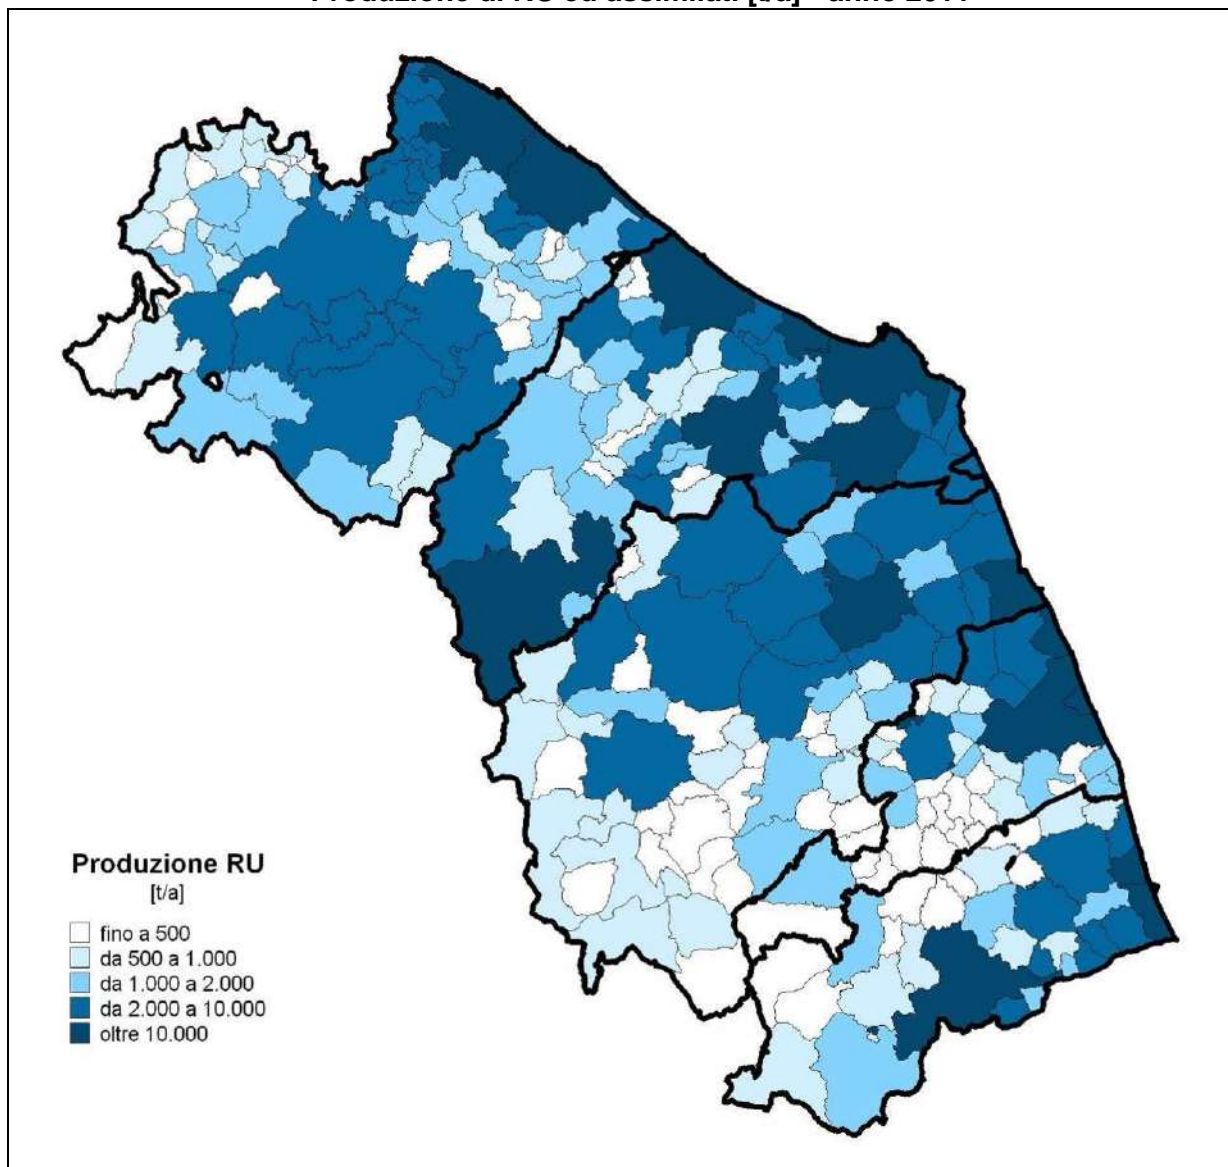 Produzione RU
[t/a]
fino a 500
da 500 a 1.000
da 1.000 a 2.000
da 2.000 a 10.000
oltre 10.000